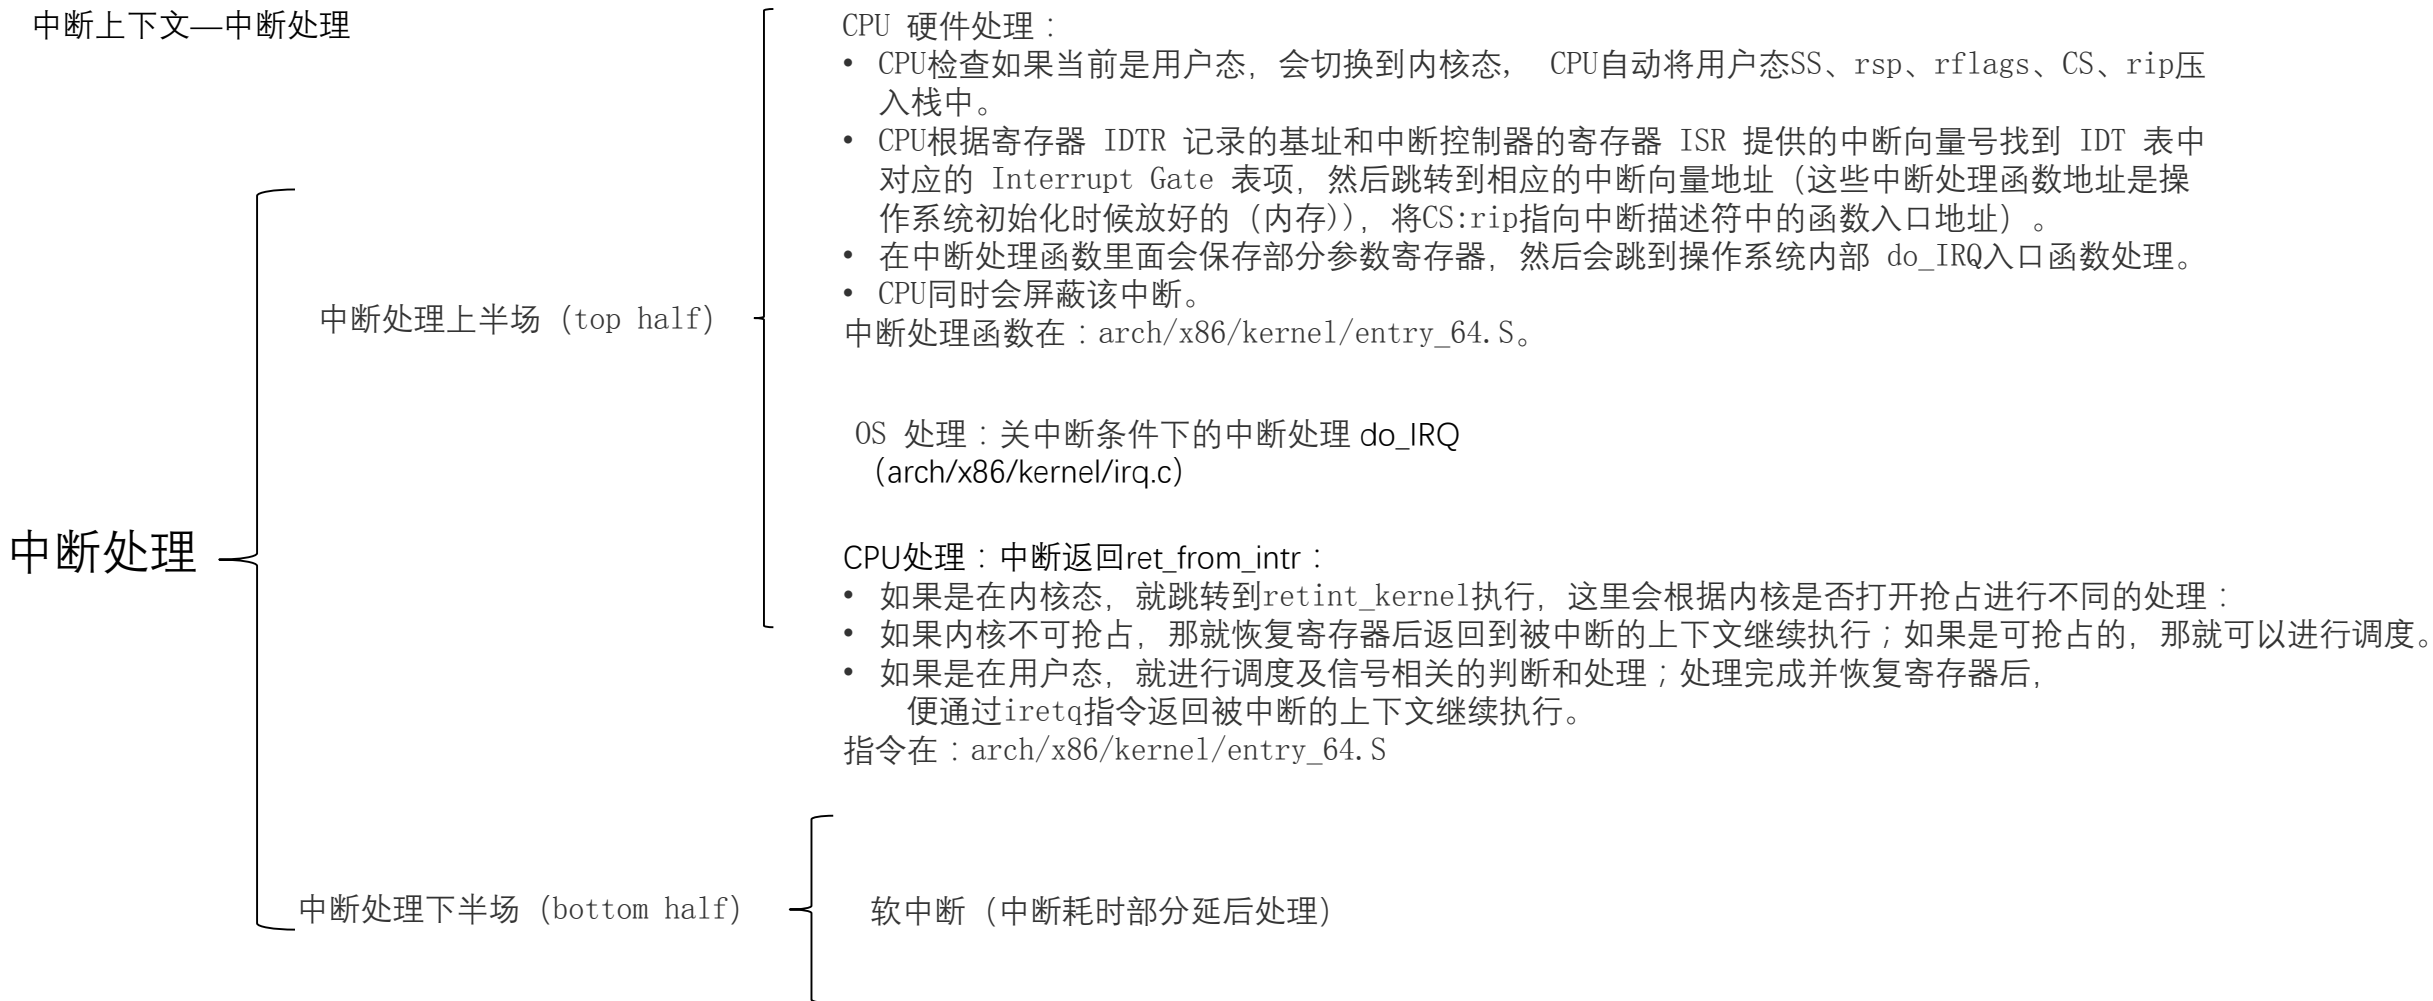 中断上下文—中断处理
CPU 硬件处理：
• CPU检查如果当前是用户态，会切换到内核态， CPU自动将用户态SS、rsp、rflags、CS、rip压
入栈中。
• CPU根据寄存器 IDTR 记录的基址和中断控制器的寄存器 ISR 提供的中断向量号找到 IDT 表中
对应的 Interrupt Gate 表项，然后跳转到相应的中断向量地址（这些中断处理函数地址是操
作系统初始化时候放好的（内存)），将CS:rip指向中断描述符中的函数入口地址）。
• 在中断处理函数里面会保存部分参数寄存器，然后会跳到操作系统内部 do_IRQ入口函数处理。
• CPU同时会屏蔽该中断。
中断处理函数在：arch/x86/kernel/entry_64.S。
中断处理上半场（top half）
OS 处理：关中断条件下的中断处理 do_IRQ
（arch/x86/kernel/irq.c）
中断处理
CPU处理：中断返回ret_from_intr：
• 如果是在内核态，就跳转到retint_kernel执行，这里会根据内核是否打开抢占进行不同的处理：
• 如果内核不可抢占，那就恢复寄存器后返回到被中断的上下文继续执行；如果是可抢占的，那就可以进行调度。
• 如果是在用户态，就进行调度及信号相关的判断和处理；处理完成并恢复寄存器后，
便通过iretq指令返回被中断的上下文继续执行。
指令在：arch/x86/kernel/entry_64.S
中断处理下半场（bottom half）
软中断（中断耗时部分延后处理）